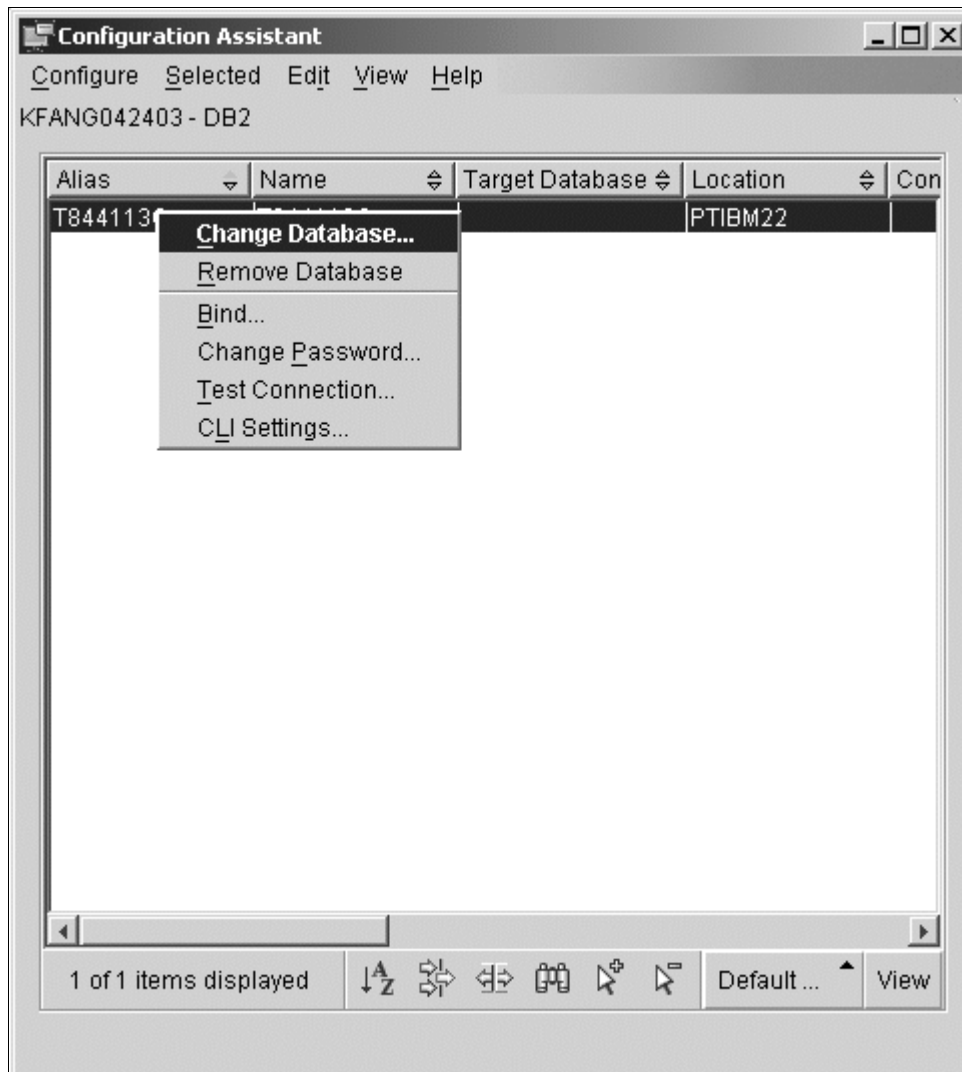 Configuration Assistant
Configure Selected Edit View Help
KFANG042403 - DB2
Alias Name Target Database Location Con
PTIBM22
Change Database...
Remove Database
Bind...
Change Password...
Test Connection...
CLI Settings...
1 of 1 items displayed Default ... View